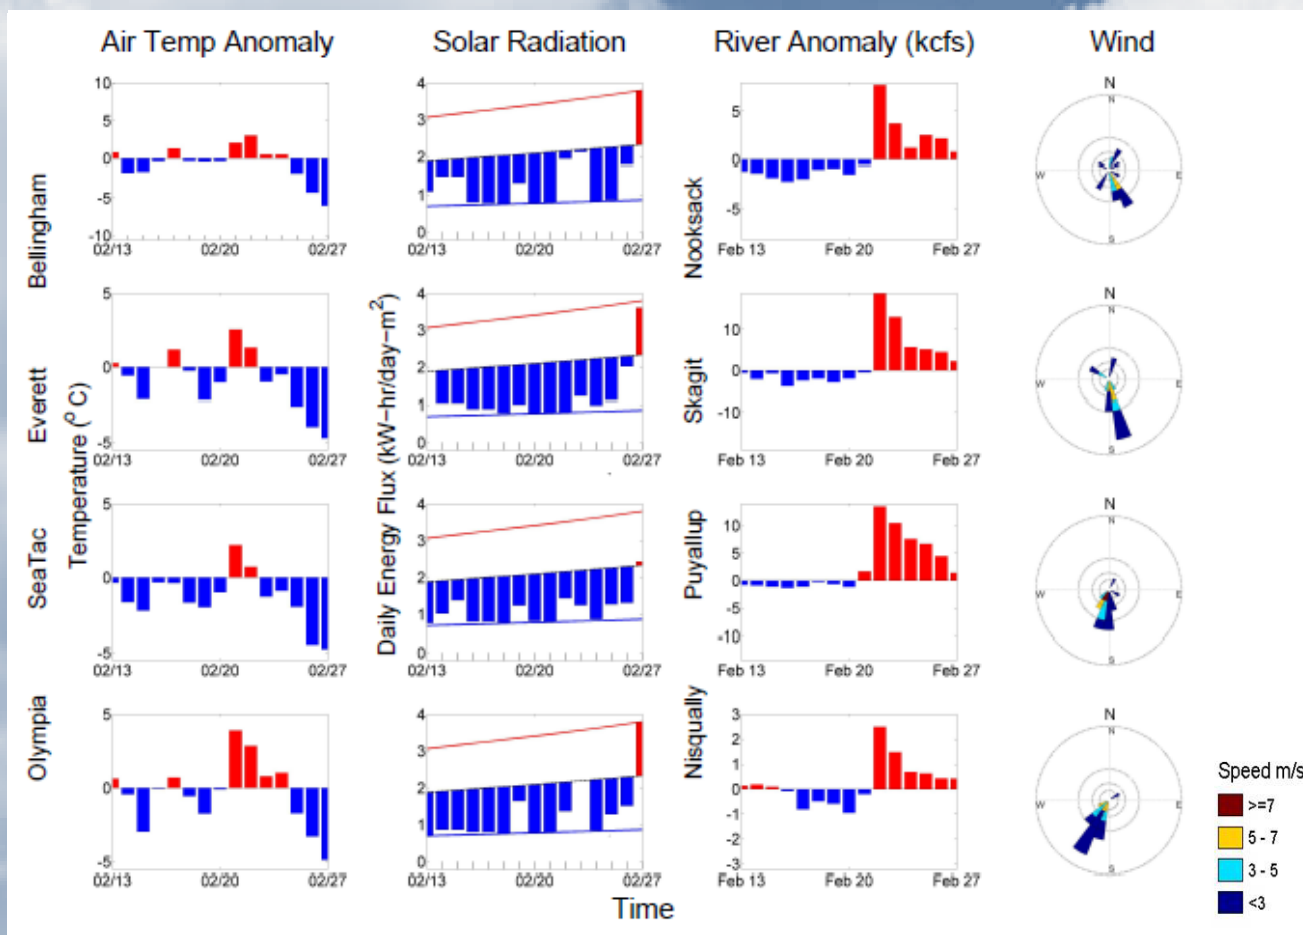 Air Temp Anomaly
Solar Radiation
River Anomaly (kcfs)
Wind
Bellingham
10
5
0
-5
-10
02/13
02/20
02/27
4
3
2
1
0
02/13
02/20
02/27
Nooksack
5
0
-5
Feb 13
Feb 20
Feb 27
N
N
W
E
S
Everett
5
0
-5
02/13
02/20
02/27
4
3
2
1
0
02/13
02/20
02/27
Skagit
10
0
-10
Feb 13
Feb 20
Feb 27
N
N
W
E
S
Temperature (° C)
Daily Energy Flux (kW-hr/day-m²)
SeaTac
5
0
-5
02/13
02/20
02/27
4
3
2
1
0
02/13
02/20
02/27
Puyallup
10
5
0
-5
-10
Feb 13
Feb 20
Feb 27
N
N
W
E
S
Olympia
5
0
-5
02/13
02/20
02/27
4
3
2
1
0
02/13
02/20
02/27
Nisqually
3
2
1
0
-1
-2
-3
Feb 13
Feb 20
Feb 27
N
N
W
E
S
Time
Speed m/s
>=7
5 - 7
3 - 5
<3